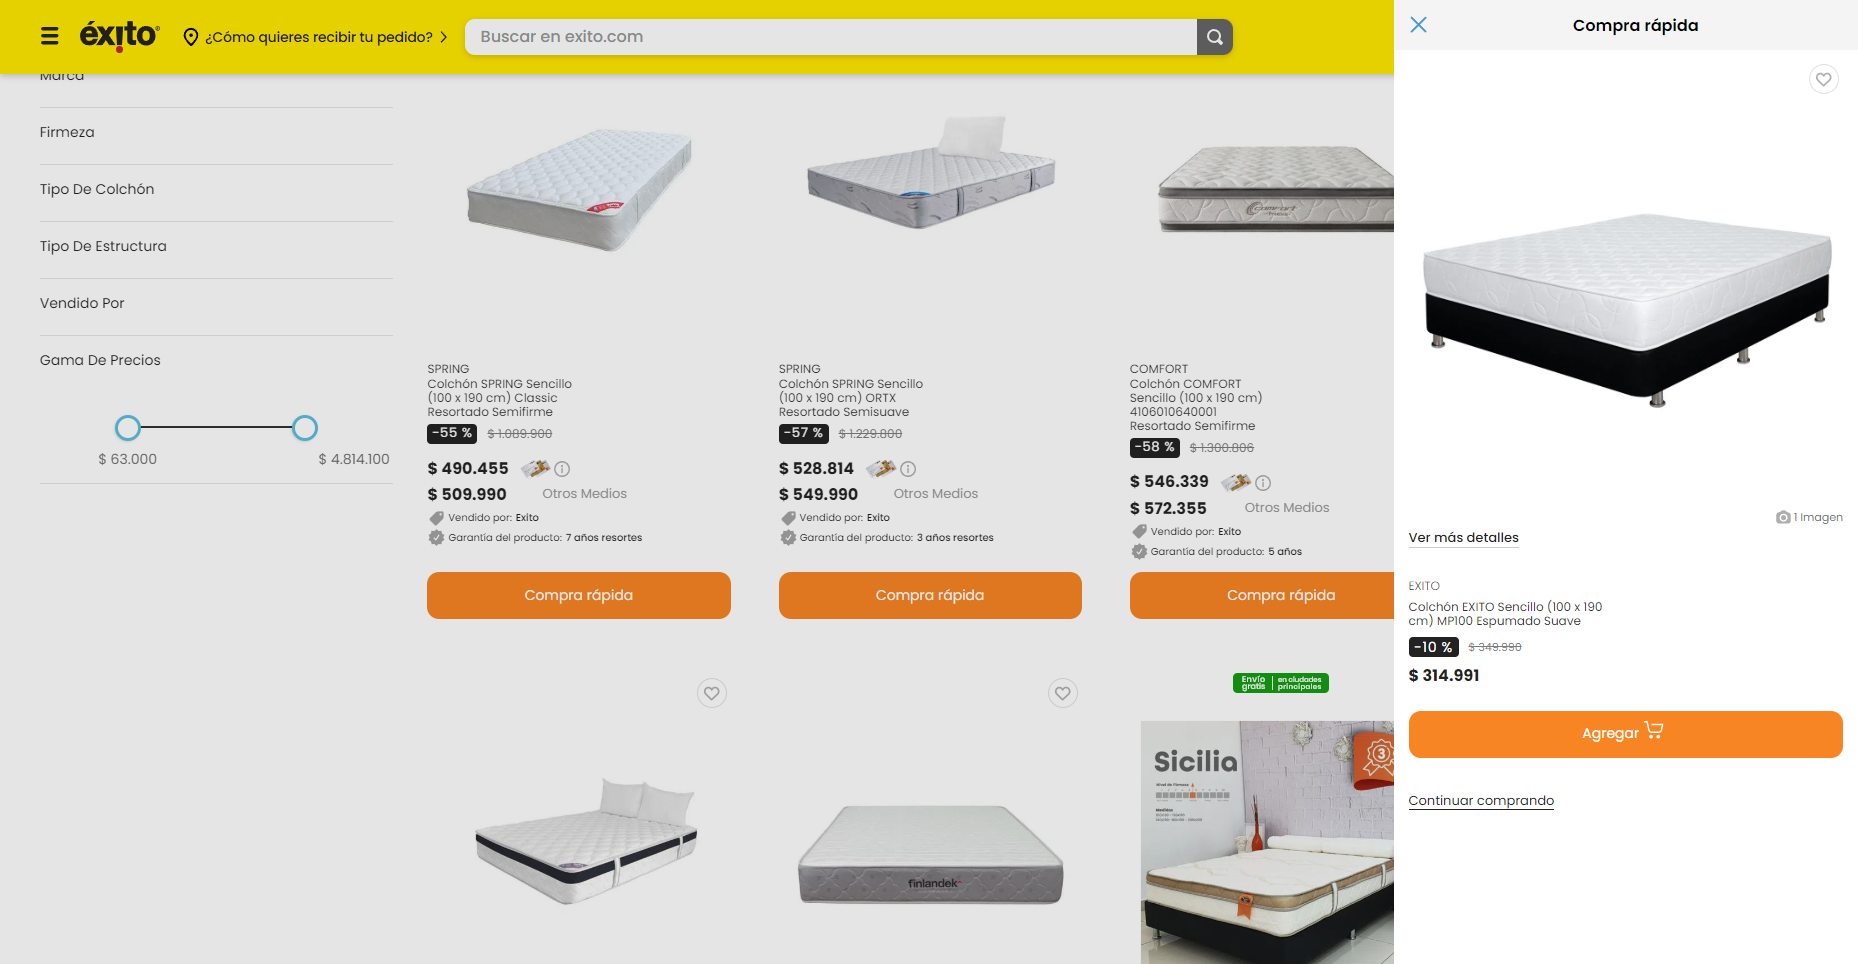 éxito
¿Cómo quieres recibir tu pedido?
Buscar en exito.com
Marca
Firmeza
Tipo De Colchón
Tipo De Estructura
Vendido Por
Gama De Precios
$ 63.000
$ 4.814.100
SPRING
Colchón SPRING Sencillo
(100 x 190 cm) Classic
Resortado Semifirme
-55 % $ 1.089.900
$ 490.455
$ 509.990 Otros Medios
Vendido por: Exito
Garantía del producto: 7 años resortes
Compra rápida
SPRING
Colchón SPRING Sencillo
(100 x 190 cm) ORTX
Resortado Semisuave
-57 % $ 1.229.800
$ 528.814
$ 549.990 Otros Medios
Vendido por: Exito
Garantía del producto: 3 años resortes
Compra rápida
COMFORT
Colchón COMFORT
Sencillo (100 x 190 cm)
4106010640001
Resortado Semifirme
-58 % $ 1.300.806
$ 546.339
$ 572.355 Otros Medios
Vendido por: Exito
Garantía del producto: 5 años
Compra rápida
finlandek
Envío gratis
en ciudades principales
Sicilia
3
Compra rápida
1 Imagen
Ver más detalles
EXITO
Colchón EXITO Sencillo (100 x 190
cm) MP100 Espumado Suave
-10 % $ 349.990
$ 314.991
Agregar
Continuar comprando